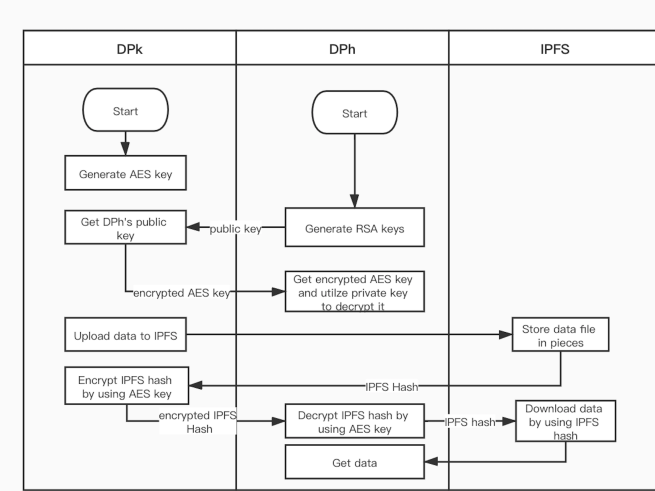 DPk
DPh
IPFS
Start
Start
Generate AES key
Get DPh's public
key
public key
Generate RSA keys
encrypted AES key
Get encrypted AES key
and utilze private key
to decrypt it
Upload data to IPFS
Store data file
in pieces
Encrypt IPFS hash
by using AES key
IPFS Hash
encrypted IPFS
Hash
Decrypt IPFS hash by
using AES key
IPFS hash
Download data
by using IPFS
hash
Get data